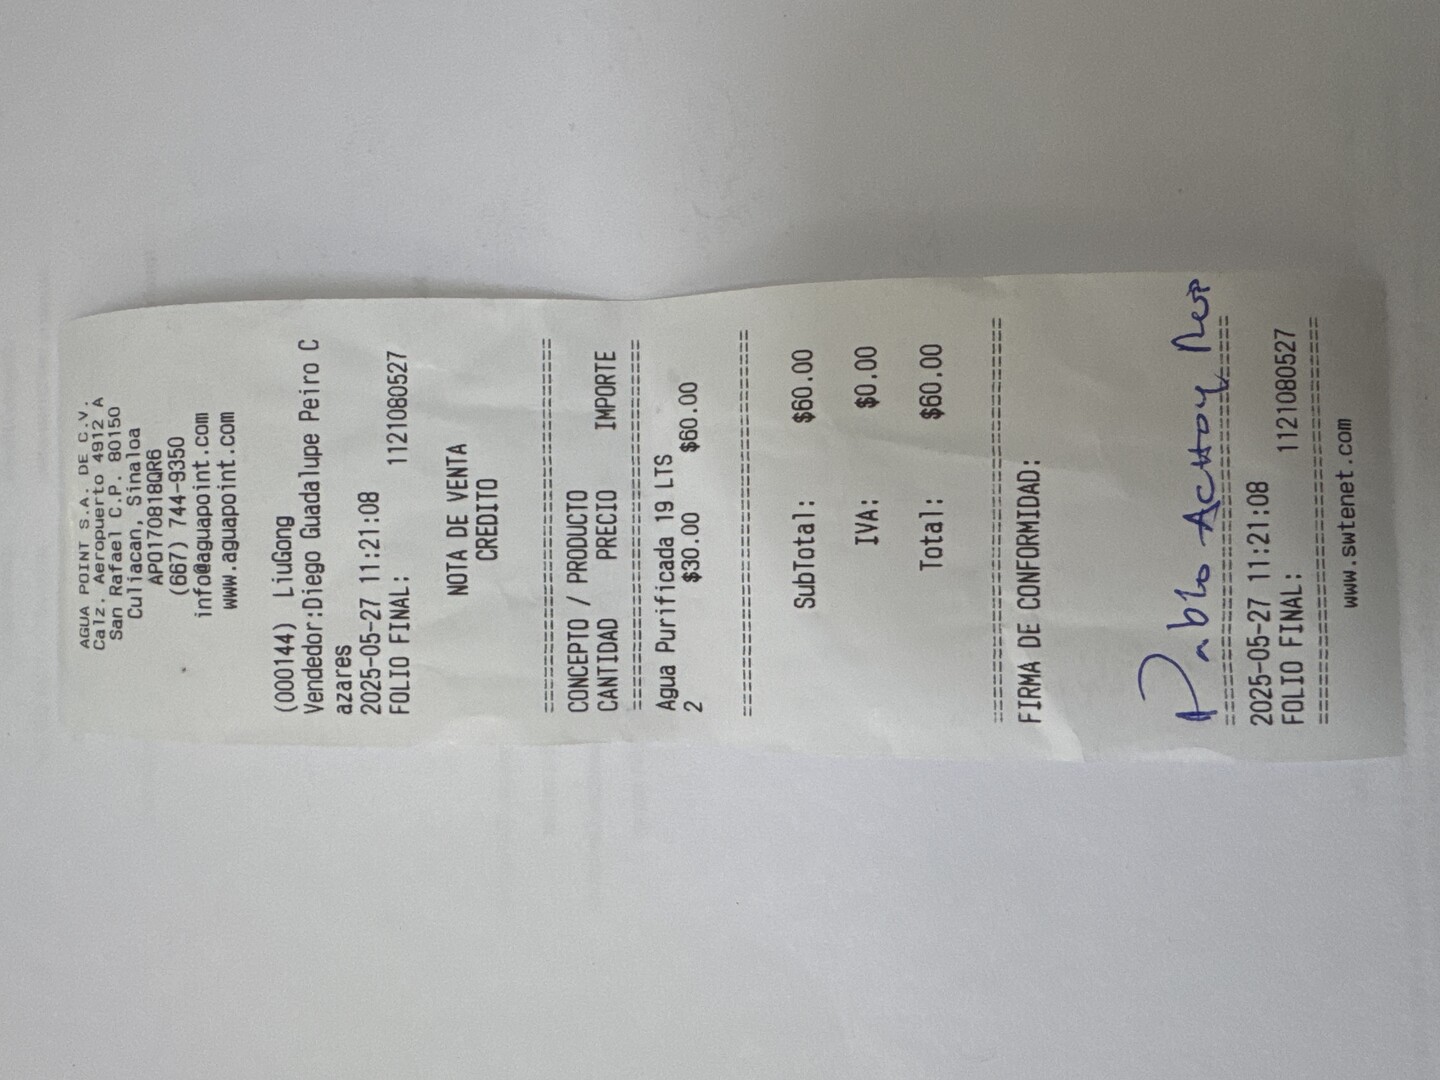 AGUA POINT S.A. DE C.V.
Calz. Aeropuerto 4912 A
San Rafael C.P. 80150
Culiacan, Sinaloa
APO170818QR6
(667) 744-9350
info@aguapoint.com
www.aguapoint.com
(000144) LiuGong
Vendedor:Diego Guadalupe Peiro C
azares
2025-05-27 11:21:08
FOLIO FINAL: 1121080527
NOTA DE VENTA
CREDITO
================================
CONCEPTO / PRODUCTO
CANTIDAD PRECIO IMPORTE
================================
Agua Purificada 19 LTS
2 $30.00 $60.00
================================
SubTotal: $60.00
IVA: $0.00
Total: $60.00
================================
FIRMA DE CONFORMIDAD:
Pablo
================================
2025-05-27 11:21:08
FOLIO FINAL: 1121080527
================================
www.swtenet.com